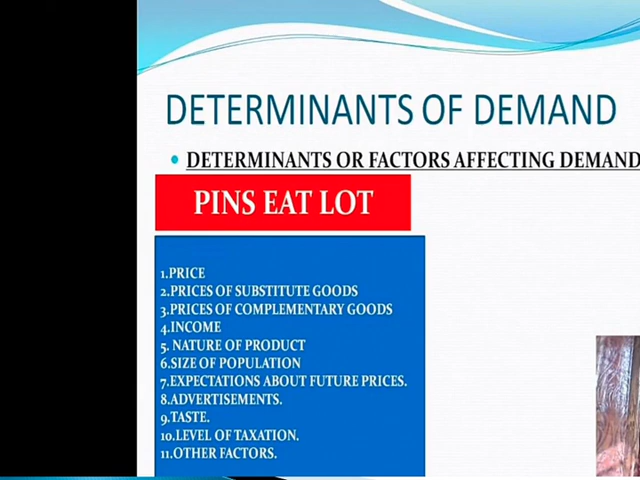 DETERMINANTS OF DEMAND
• DETERMINANTS OR FACTORS AFFECTING DEMAND
PINS EAT LOT
1.PRICE
2.PRICES OF SUBSTITUTE GOODS
3.PRICES OF COMPLEMENTARY GOODS
4.INCOME
5. NATURE OF PRODUCT
6.SIZE OF POPULATION
7.EXPECTATIONS ABOUT FUTURE PRICES.
8.ADVERTISEMENTS.
9.TASTE.
10.LEVEL OF TAXATION.
11.OTHER FACTORS.